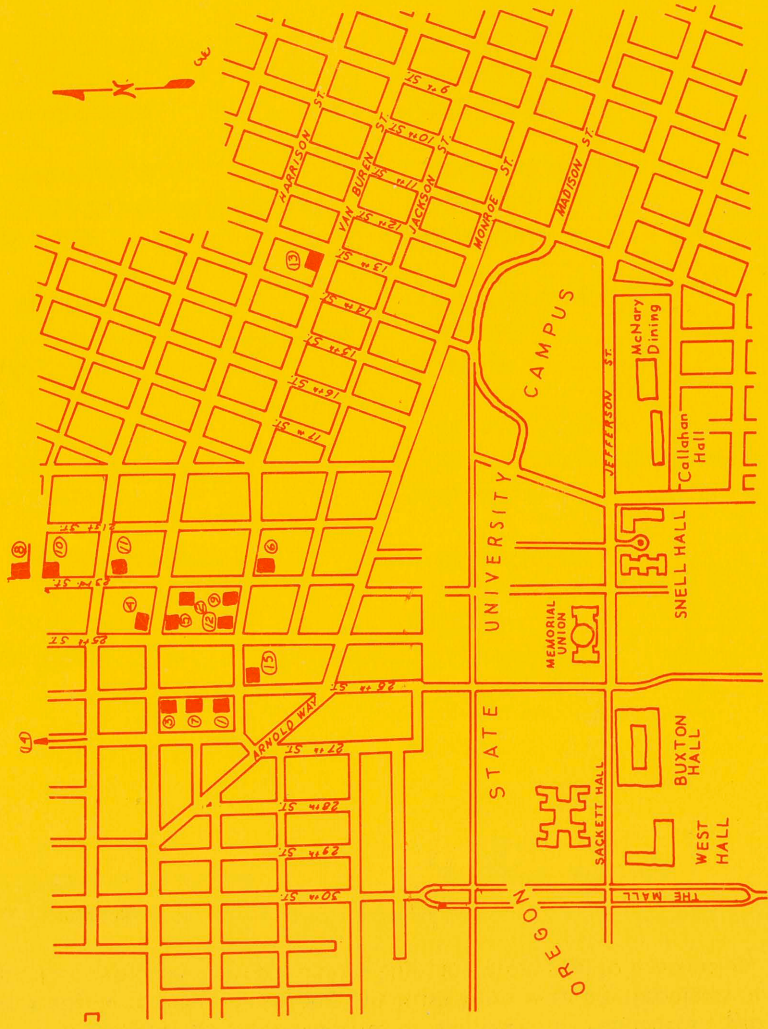 N
9th ST.
10th ST.
11th ST.
12th ST.
13th ST.
14th ST.
15th ST.
16th ST.
17th ST.
HARRISON ST.
VAN BUREN ST.
JACKSON ST.
MONROE ST.
MADISON ST.
JEFFERSON ST.
21st ST.
23rd ST.
25th ST.
26th ST.
27th ST.
28th ST.
29th ST.
30th ST.
ARNOLD WAY
13
8
10
11
6
4
5
2
9
12
15
3
7
1
14
OREGON STATE UNIVERSITY CAMPUS
McNary
Dining
Callahan
Hall
SNELL HALL
MEMORIAL
UNION
BUXTON
HALL
SACKETT HALL
WEST
HALL
THE MALL